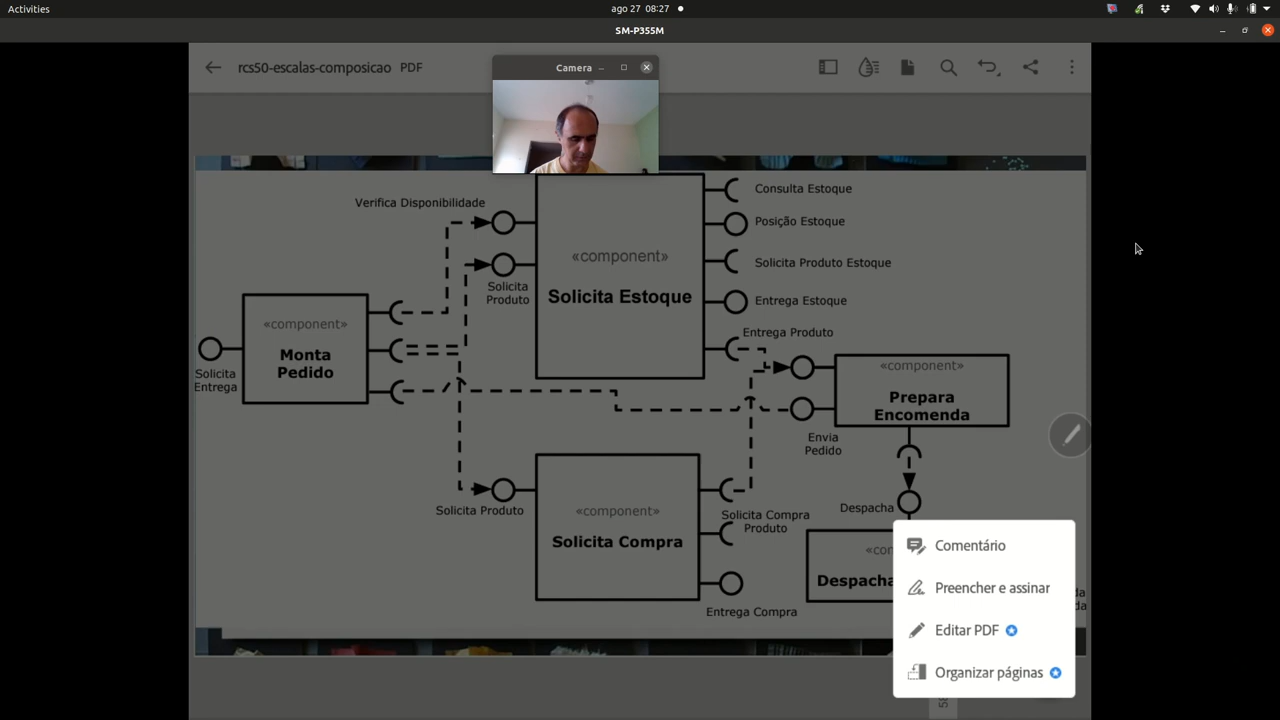 Activities
ago 27 08:27
SM-P355M
rcs50-escalas-composicao PDF
Camera
Verifica Disponibilidade
Solicita
Produto
«component»
Solicita Estoque
Consulta Estoque
Posição Estoque
Solicita Produto Estoque
Entrega Estoque
Entrega Produto
«component»
Monta
Pedido
Solicita
Entrega
«component»
Prepara
Encomenda
Envia
Pedido
Solicita Produto
«component»
Solicita Compra
Solicita Compra
Produto
Entrega Compra
Despacha
Despacha
Comentário
Preencher e assinar
Editar PDF
Organizar páginas